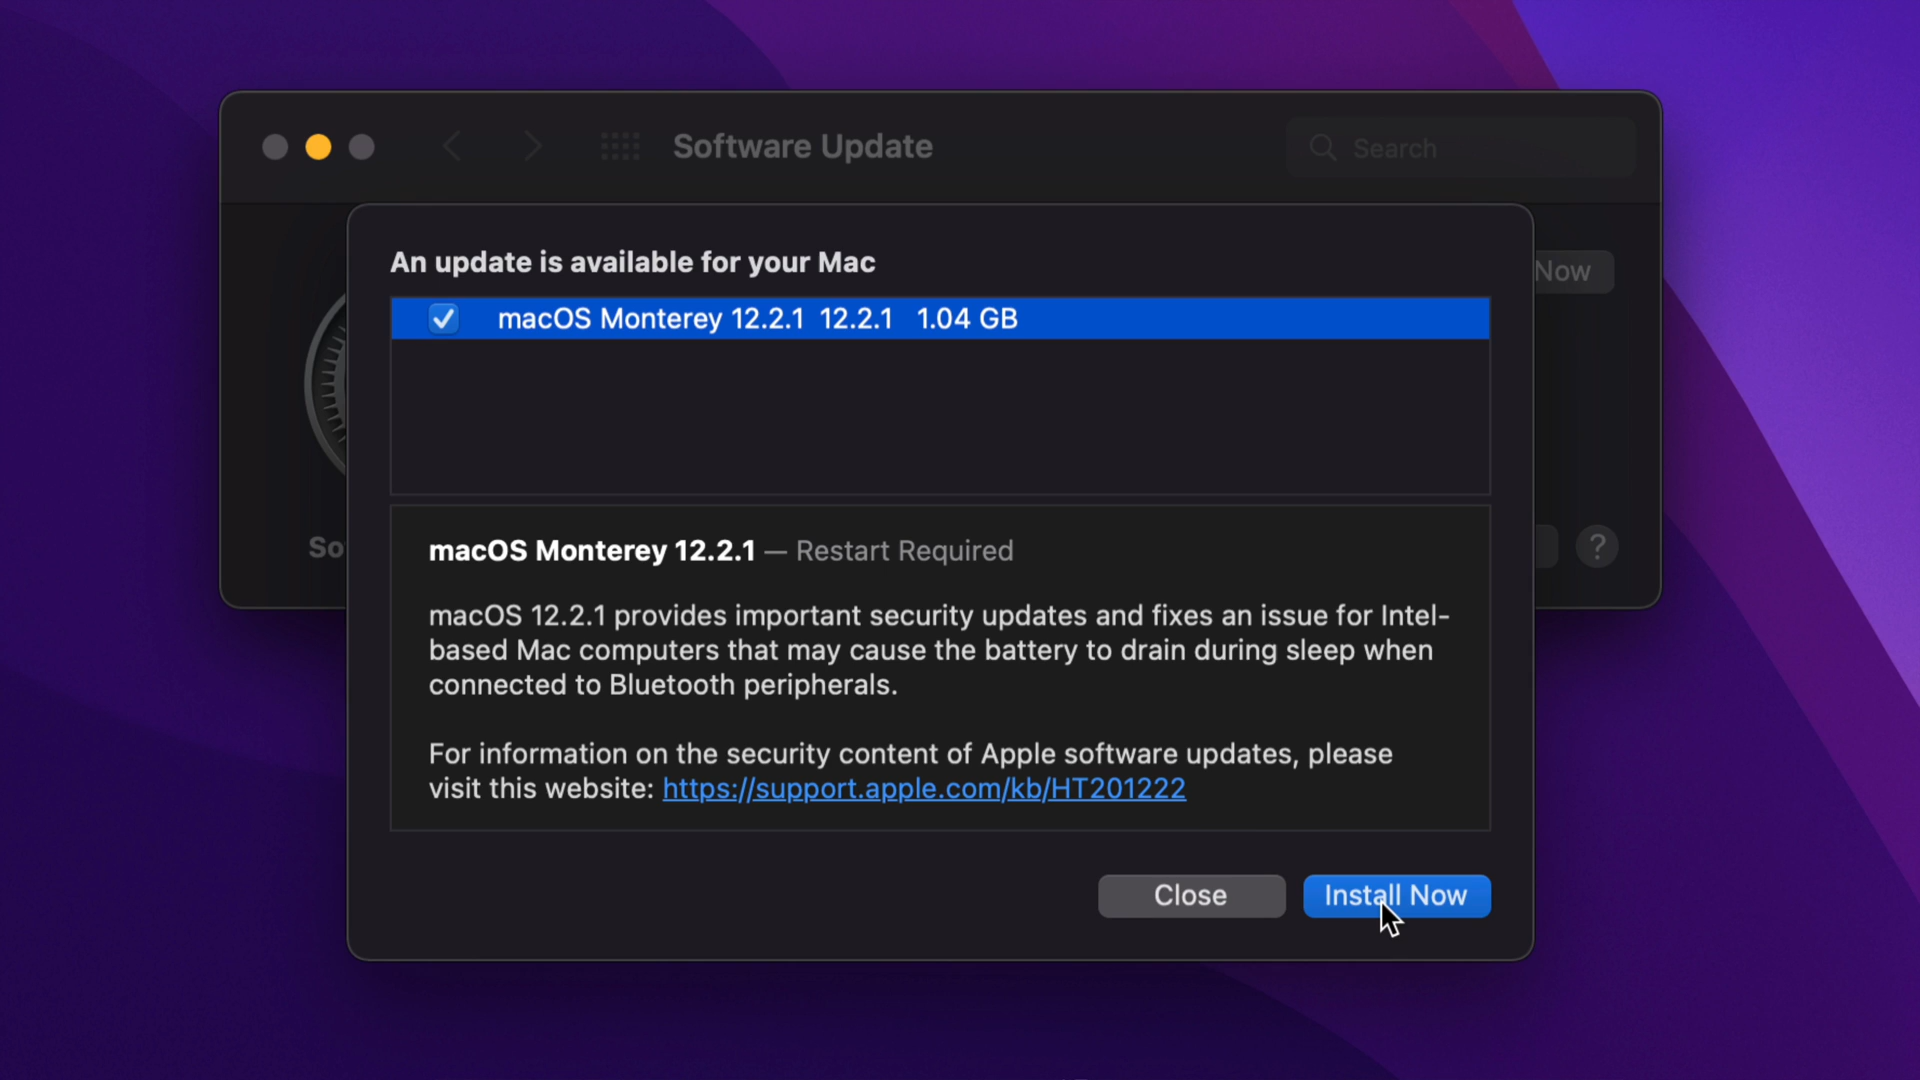 Software Update
Search
An update is available for your Mac
Now
macOS Monterey 12.2.1 12.2.1 1.04 GB
macOS Monterey 12.2.1 — Restart Required
So
?
macOS 12.2.1 provides important security updates and fixes an issue for Intel-
based Mac computers that may cause the battery to drain during sleep when
connected to Bluetooth peripherals.
For information on the security content of Apple software updates, please
visit this website: https://support.apple.com/kb/HT201222
Close
Install Now